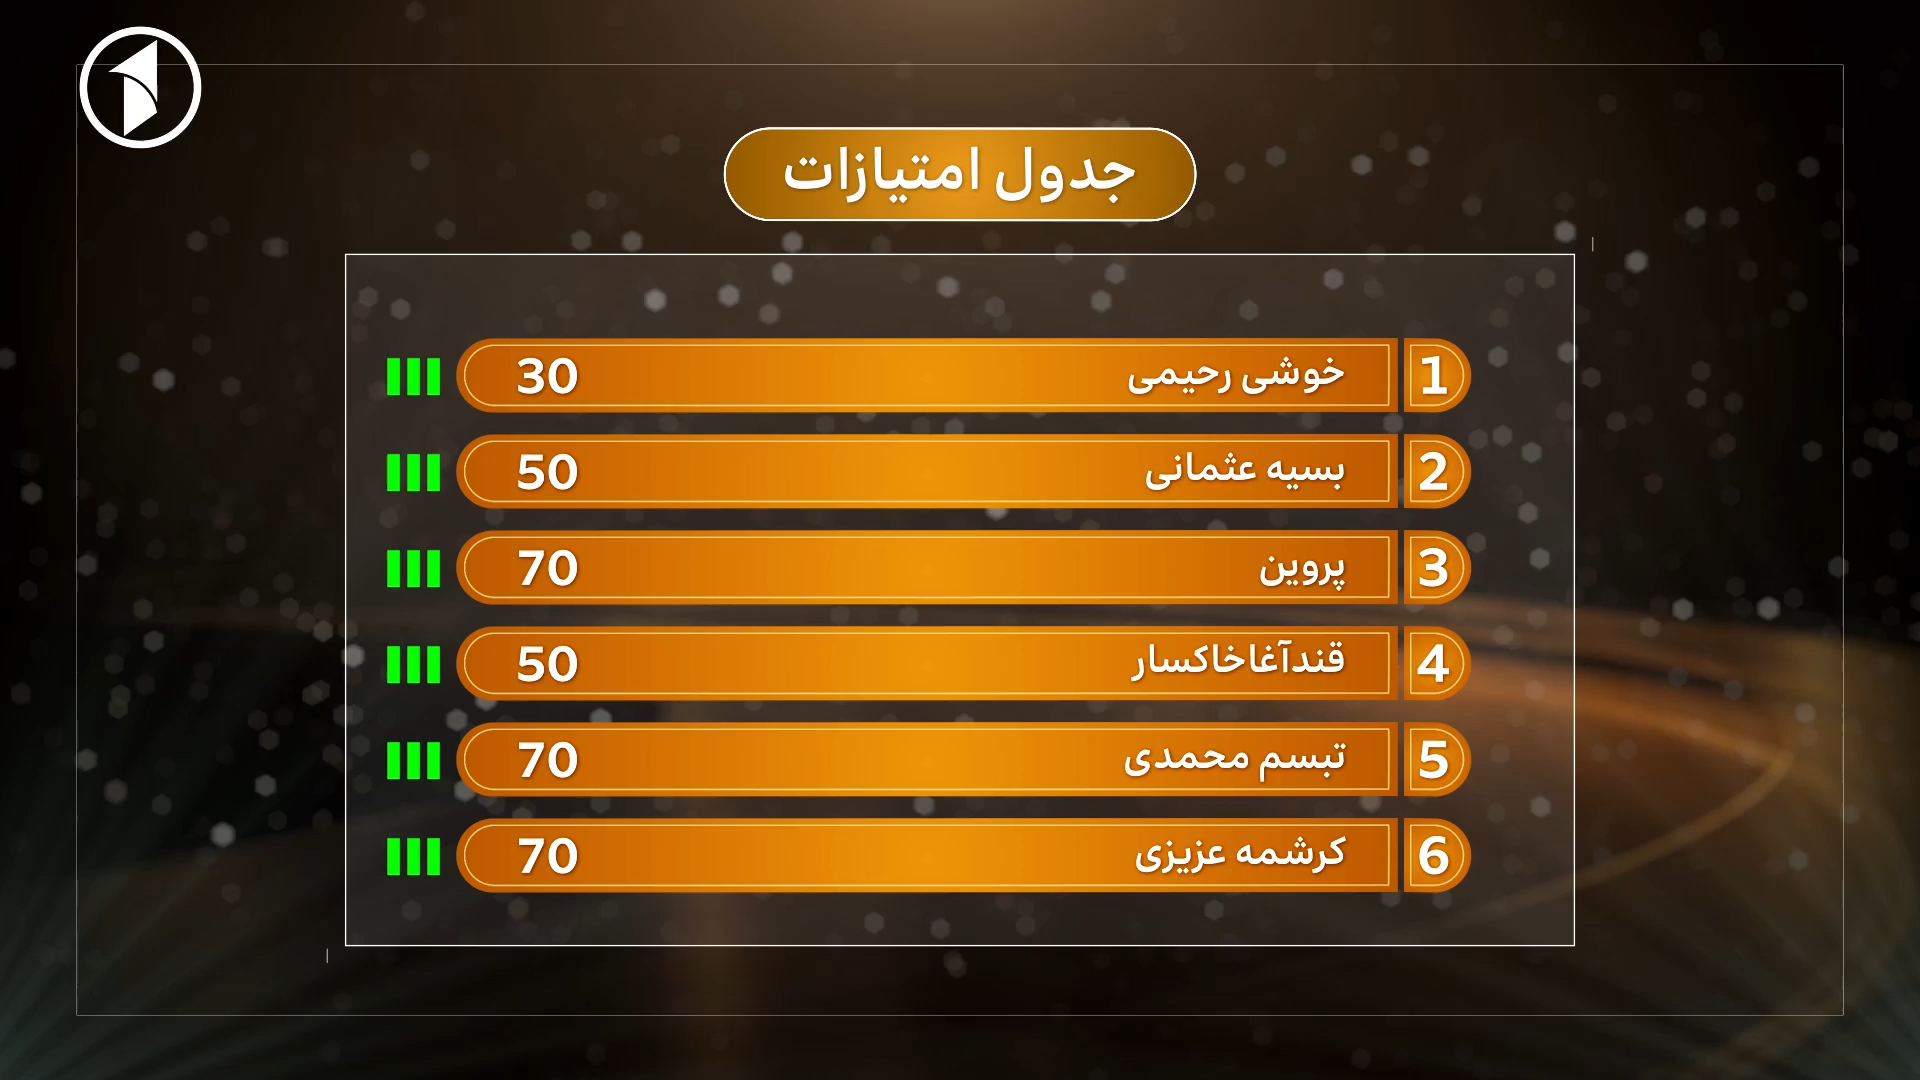 جدول امتیازات
1 خوشی رحیمی 30
2 بسیه عثمانی 50
3 پروین 70
4 قندآغاخاکسار 50
5 تبسم محمدی 70
6 کرشمه عزیزی 70